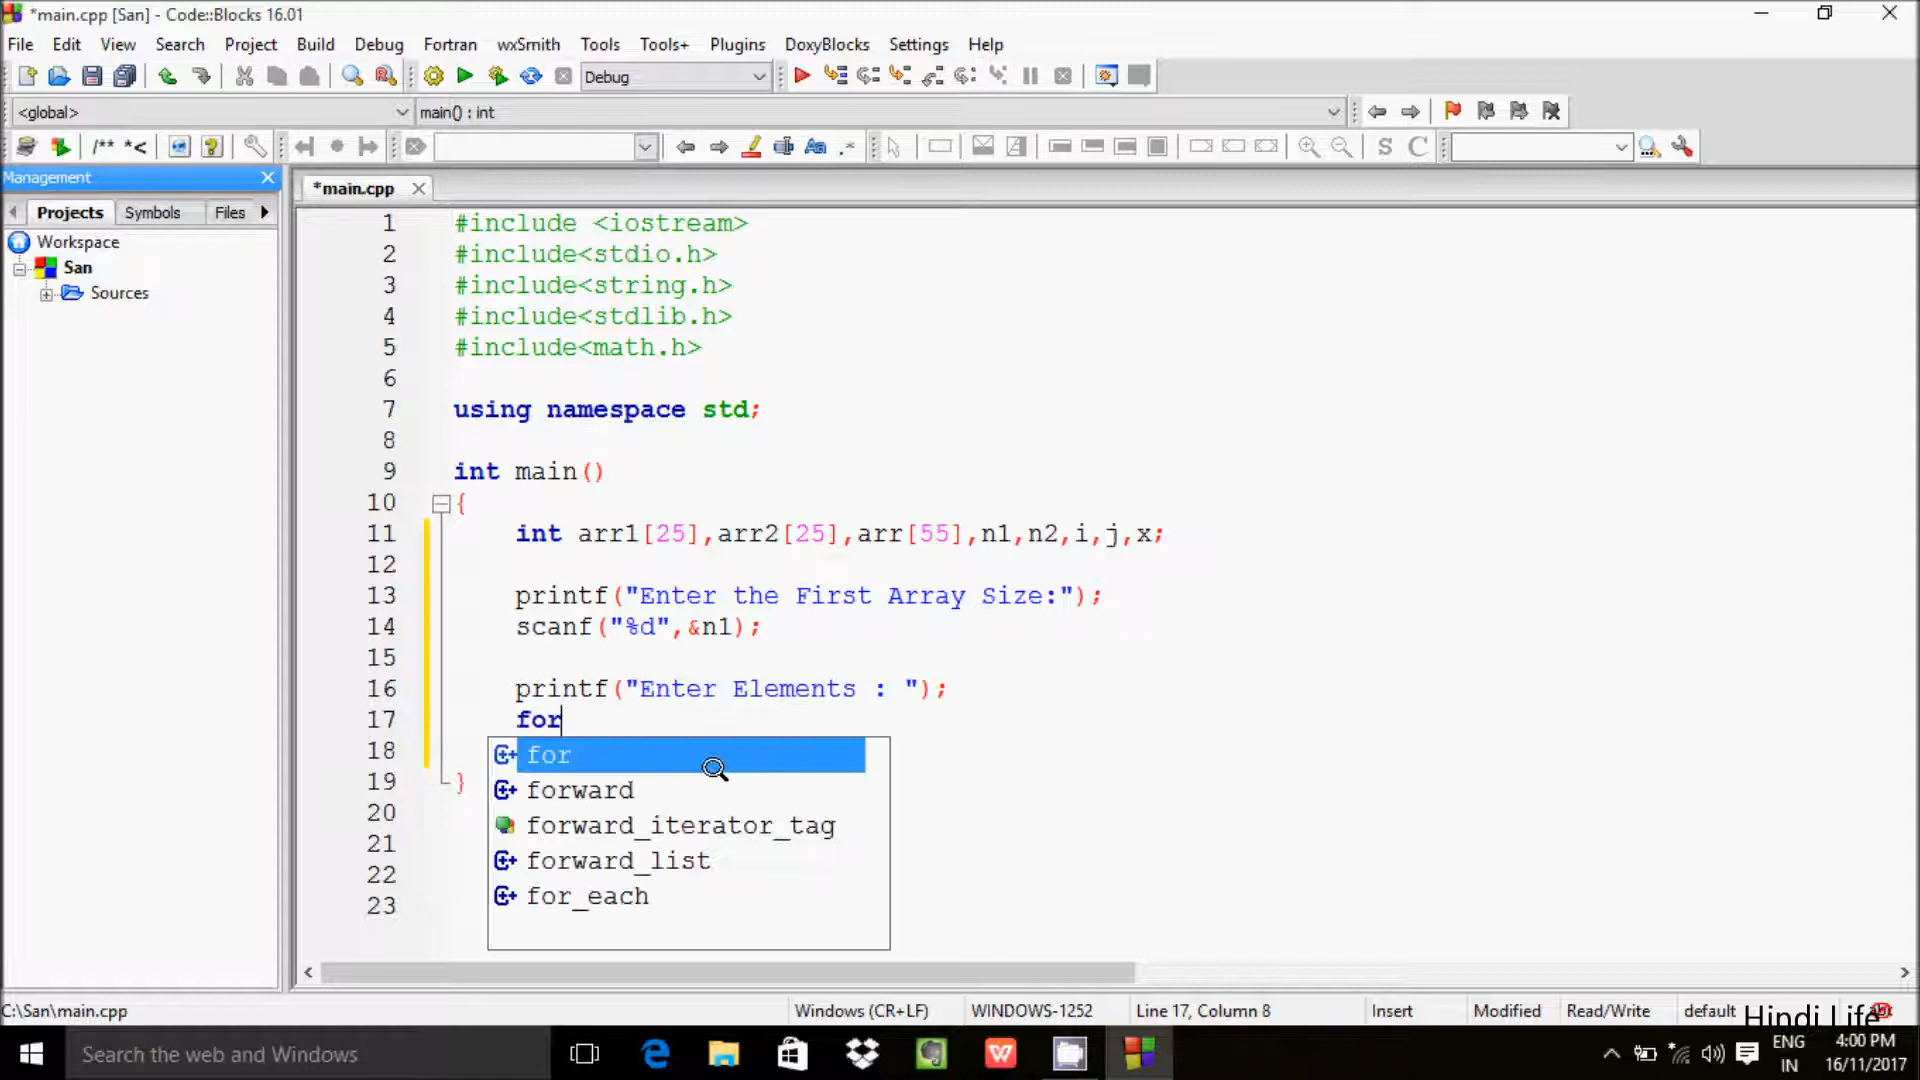 *main.cpp [San] - Code::Blocks 16.01
File Edit View Search Project Build Debug Fortran wxSmith Tools Tools+ Plugins DoxyBlocks Settings Help
Debug
<global> main() : int
/** *< Aa .* S C
Management
*main.cpp
Projects Symbols Files
Workspace
San
Sources
1 #include <iostream>
2 #include<stdio.h>
3 #include<string.h>
4 #include<stdlib.h>
5 #include<math.h>
6
7 using namespace std;
8
9 int main()
10 {
11 int arr1[25],arr2[25],arr[55],n1,n2,i,j,x;
12
13 printf("Enter the First Array Size:");
14 scanf("%d",&n1);
15
16 printf("Enter Elements : ");
17 for
18
19 }
20
21
22
23
for
forward
forward_iterator_tag
forward_list
for_each
C:\San\main.cpp Windows (CR+LF) WINDOWS-1252 Line 17, Column 8 Insert Modified Read/Write default
Hindi Life
Search the web and Windows
ENG
IN
4:00 PM
16/11/2017